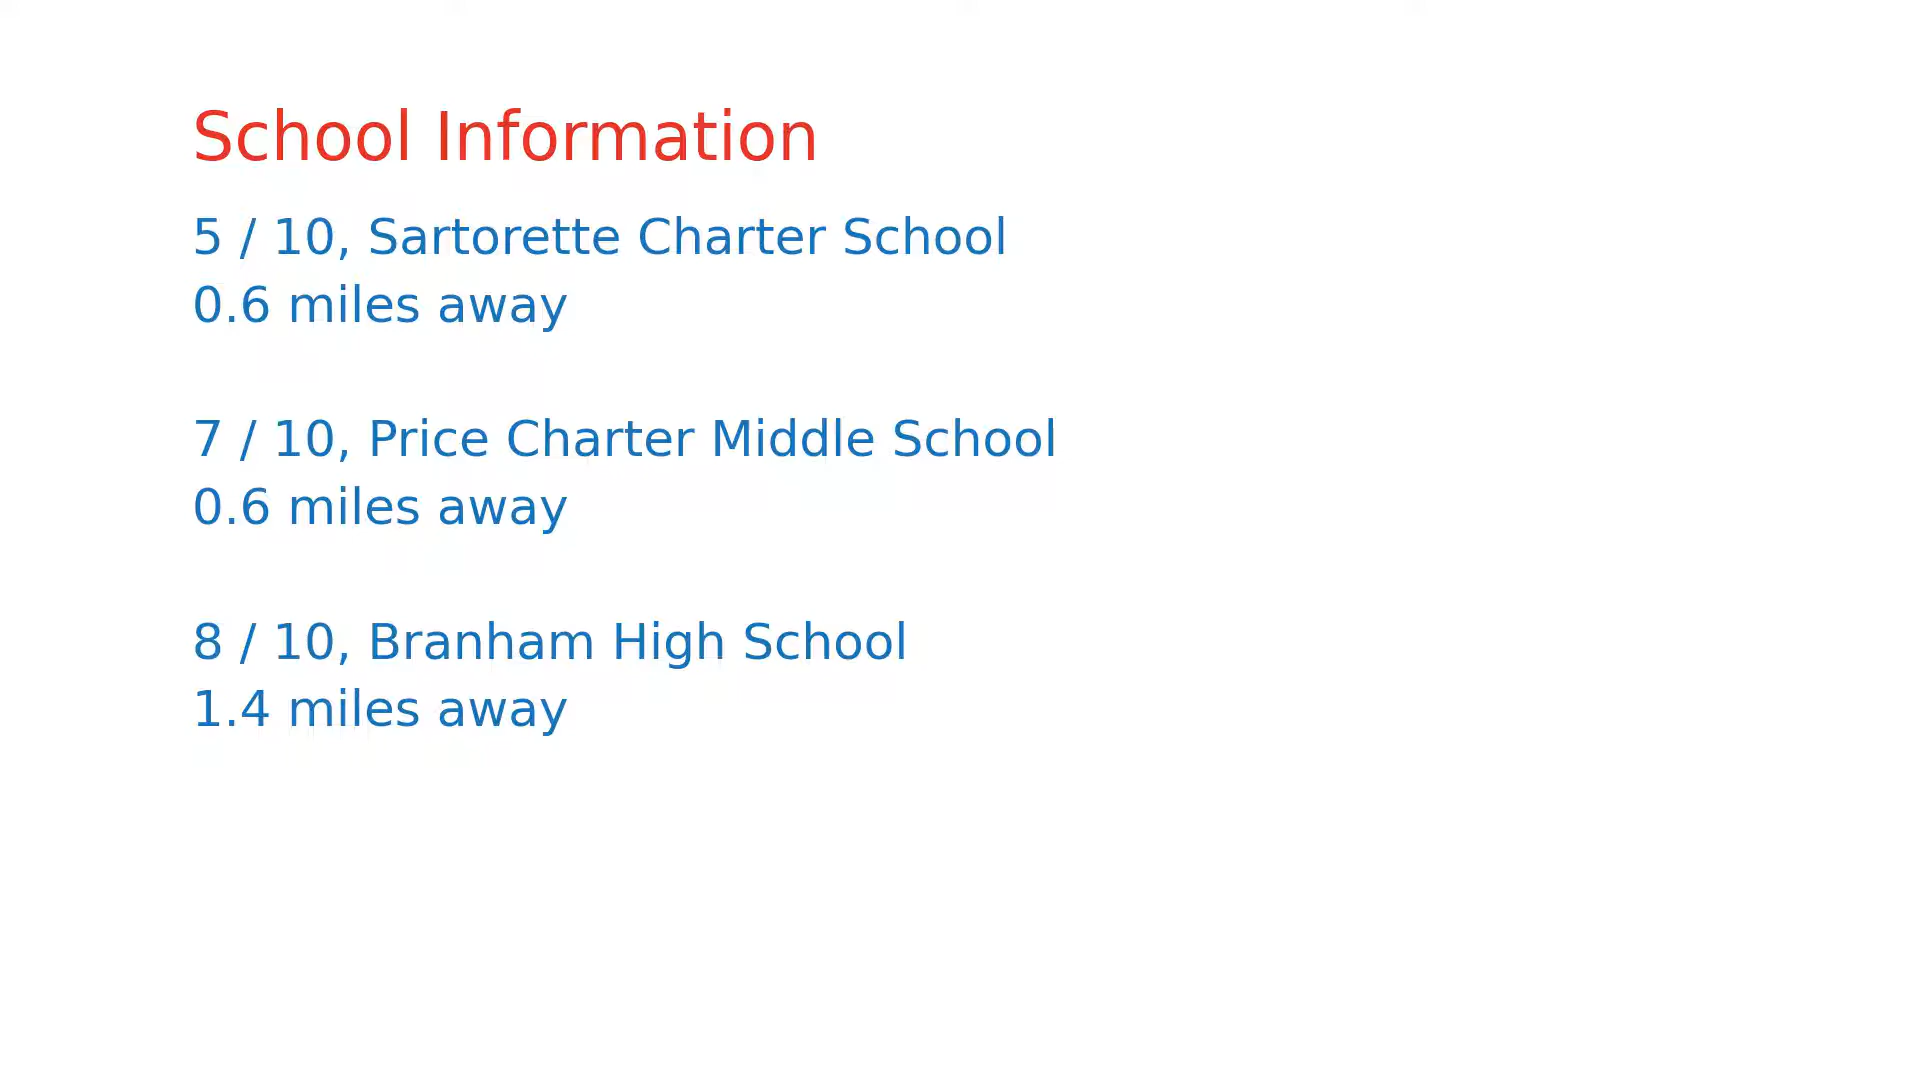 School Information
5 / 10, Sartorette Charter School
0.6 miles away
7 / 10, Price Charter Middle School
0.6 miles away
8 / 10, Branham High School
1.4 miles away